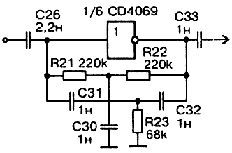 C26
1/6 CD4069
C33
2,2н
1
1н
R21 220k
R22
220k
C31
1н
C32
1н
C30
1н
R23
68k